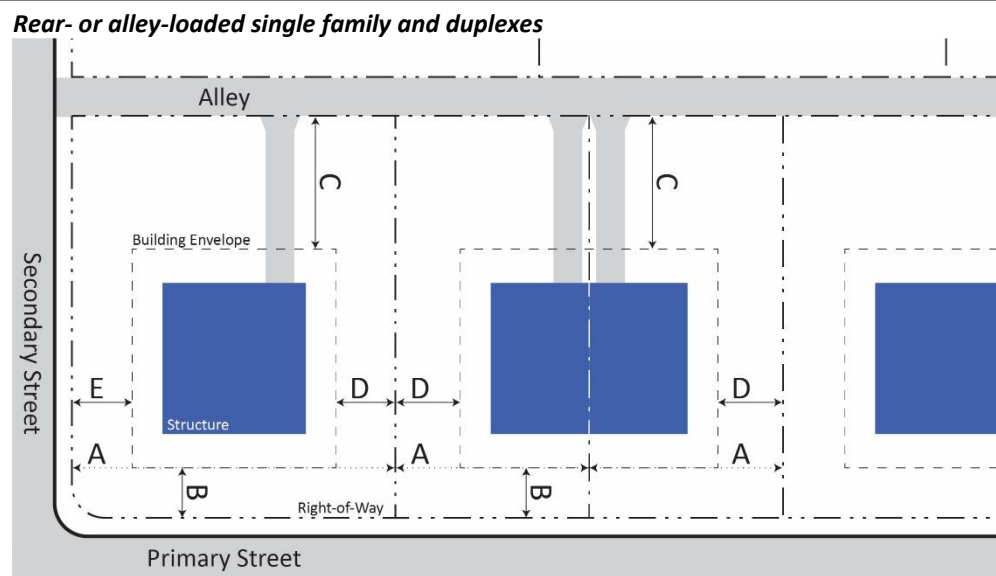 Rear- or alley-loaded single family and duplexes
Alley
C
C
Building Envelope
Secondary Street
E
D
D
D
Structure
A
A
A
B
B
Right-of-Way
Primary Street